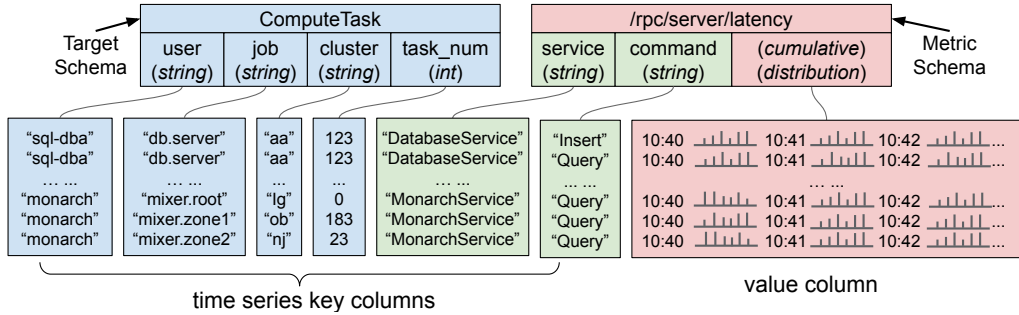 ComputeTask /rpc/server/latency
Target Schema
Metric Schema
user (string) job (string) cluster (string) task_num (int) service (string) command (string) (cumulative) (distribution)
“sql-dba” “db.server” “aa” 123 “DatabaseService” “Insert” 10:40 10:41 10:42 ...
“sql-dba” “db.server” “aa” 123 “DatabaseService” “Query” 10:40 10:41 10:42 ...
... ... ... ... ... ... ... ... ... ... ... ... ...
“monarch” “mixer.root” “lg” 0 “MonarchService” “Query” 10:40 10:41 10:42 ...
“monarch” “mixer.zone1” “ob” 183 “MonarchService” “Query” 10:40 10:41 10:42 ...
“monarch” “mixer.zone2” “nj” 23 “MonarchService” “Query” 10:40 10:41 10:42 ...
time series key columns value column